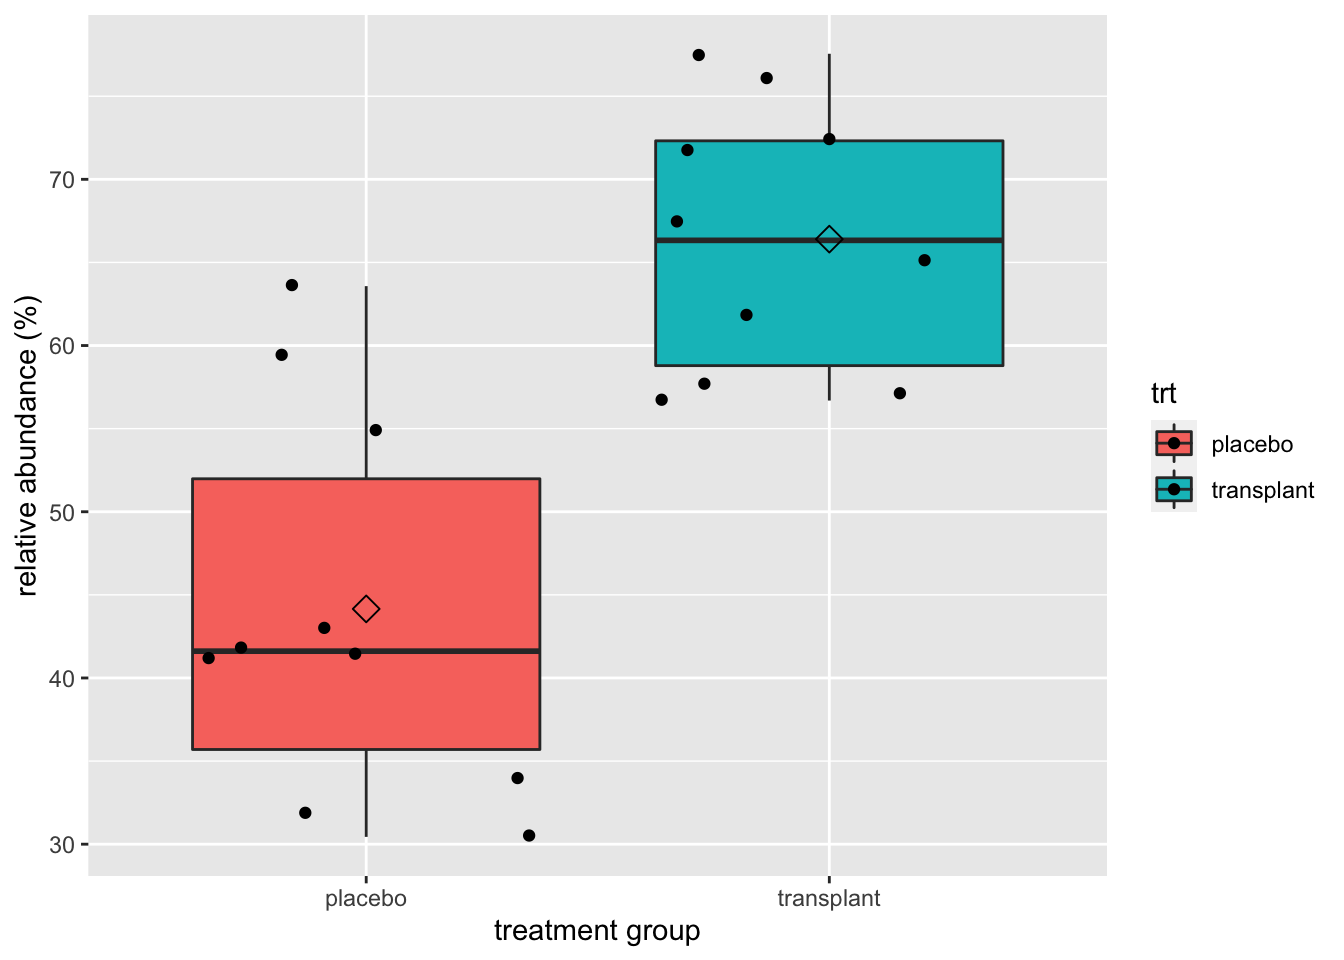 relative abundance (%)
70
60
50
40
30
placebo
transplant
treatment group
trt
placebo
transplant